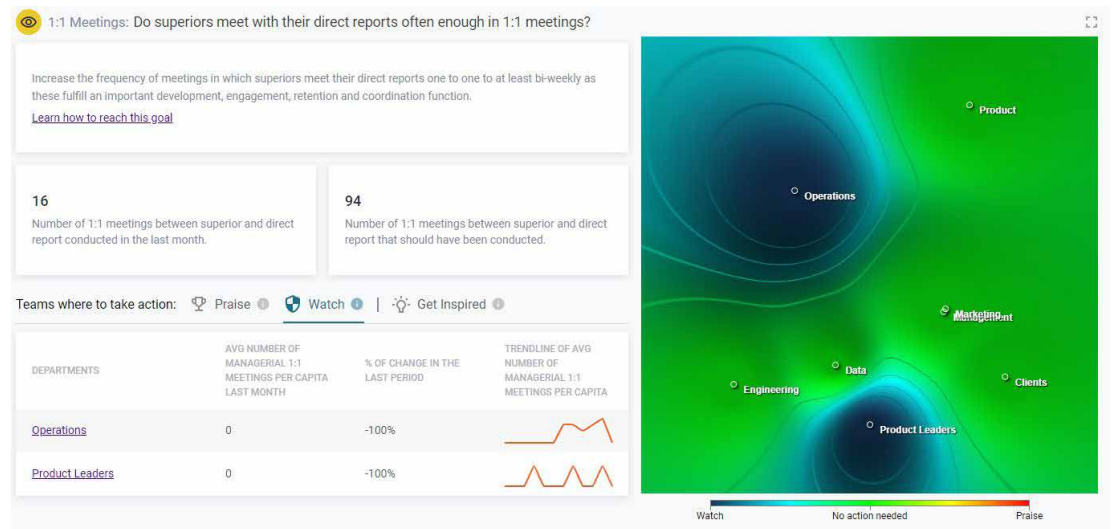 1:1 Meetings: Do superiors meet with their direct reports often enough in 1:1 meetings?
Increase the frequency of meetings in which superiors meet their direct reports one to one to at least bi-weekly as
these fulfill an important development, engagement, retention and coordination function.
Learn how to reach this goal
16
Number of 1:1 meetings between superior and direct
report conducted in the last month.
94
Number of 1:1 meetings between superior and direct
report that should have been conducted.
Teams where to take action: Praise Watch | Get Inspired
DEPARTMENTS
AVG NUMBER OF
MANAGERIAL 1:1
MEETINGS PER CAPITA
LAST MONTH
% OF CHANGE IN THE
LAST PERIOD
TRENDLINE OF AVG
NUMBER OF
MANAGERIAL 1:1
MEETINGS PER CAPITA
Operations 0 -100%
Product Leaders 0 -100%
Product
Operations
Marketing
Management
Data
Clients
Engineering
Product Leaders
Watch No action needed Praise